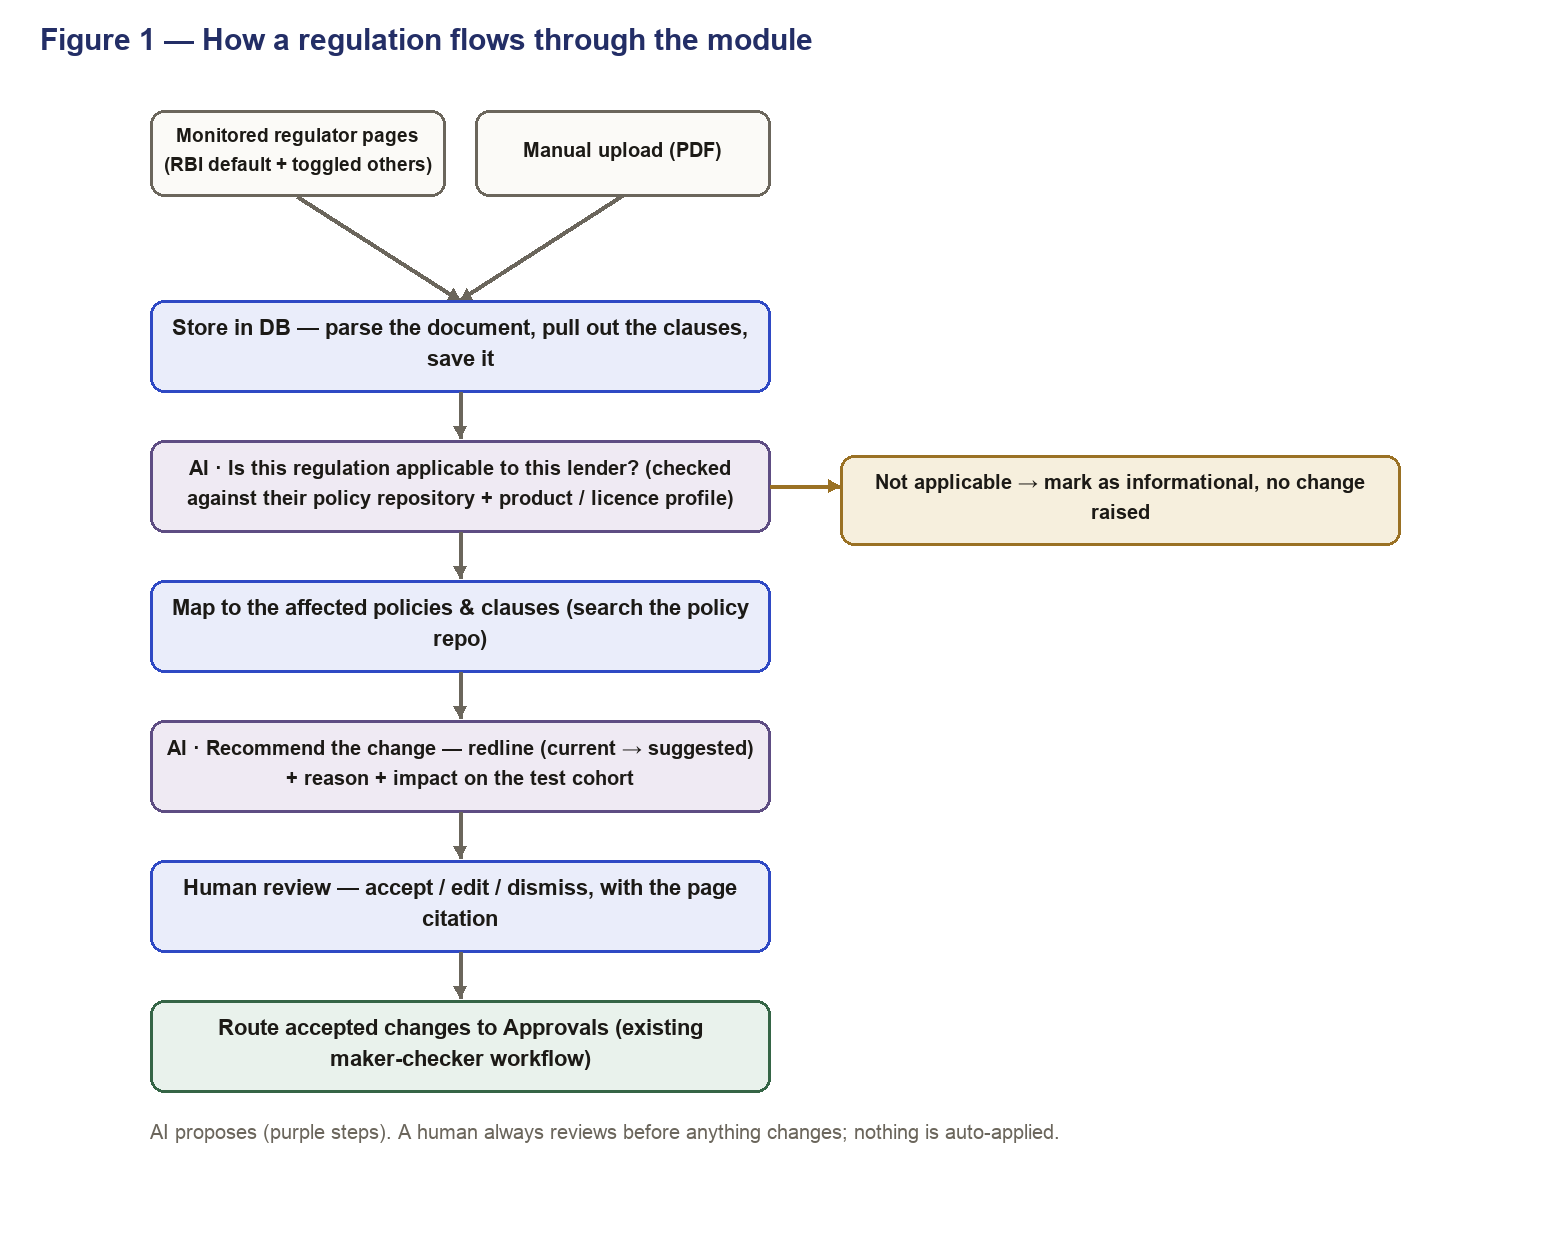 Figure 1 — How a regulation flows through the module
Monitored regulator pages
(RBI default + toggled others)
Manual upload (PDF)
Store in DB — parse the document, pull out the clauses,
save it
AI · Is this regulation applicable to this lender? (checked
against their policy repository + product / licence profile)
Not applicable → mark as informational, no change
raised
Map to the affected policies & clauses (search the policy
repo)
AI · Recommend the change — redline (current → suggested)
+ reason + impact on the test cohort
Human review — accept / edit / dismiss, with the page
citation
Route accepted changes to Approvals (existing
maker-checker workflow)
AI proposes (purple steps). A human always reviews before anything changes; nothing is auto-applied.